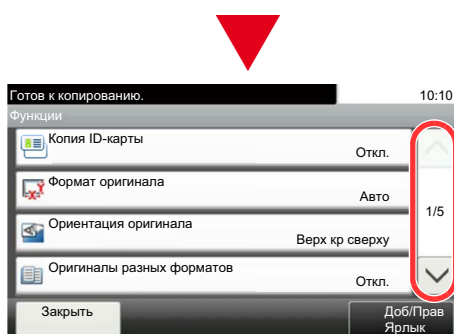 Готов к копированию. 10:10
Функции
Копия ID-карты
Откл.
Формат оригинала
Авто
1/5
Ориентация оригинала
Верх кр сверху
Оригиналы разных форматов
Откл.
Закрыть
Доб/Прав
Ярлык